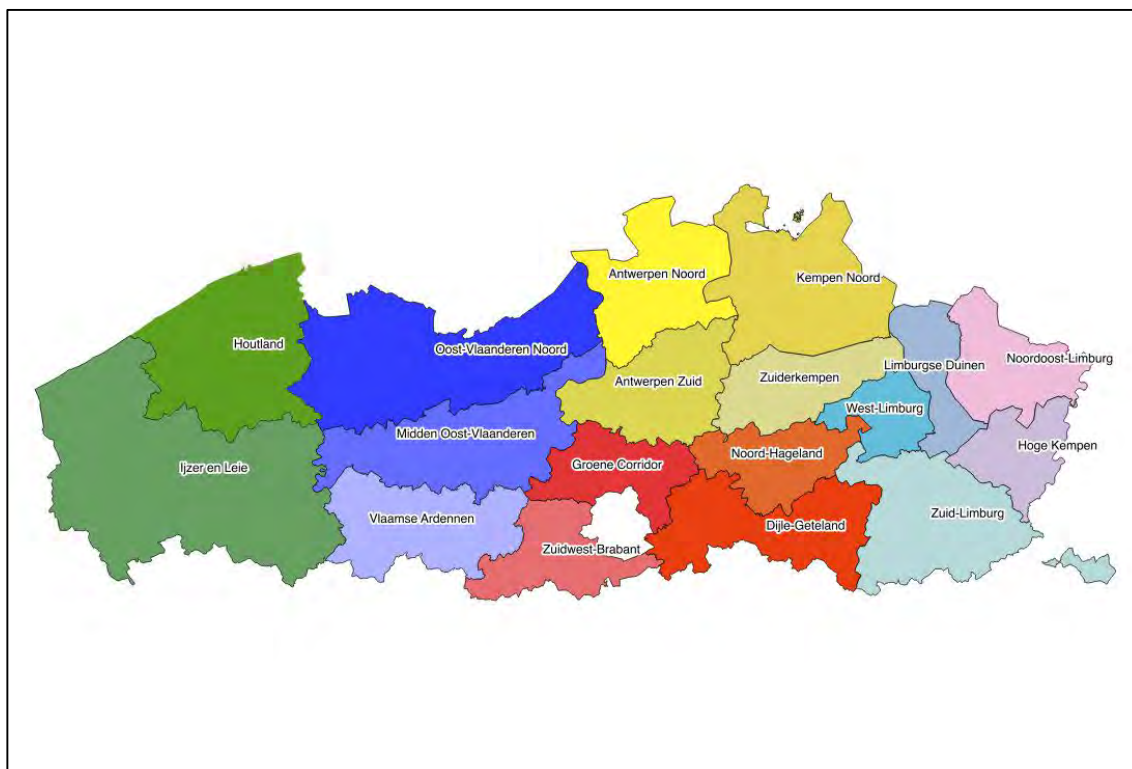 Antwerpen Noord
Kempen Noord
Houtland
Oost-Vlaanderen Noord
Noordoost-Limburg
Limburgse Duinen
Antwerpen Zuid
Zuiderkempen
West-Limburg
Midden Oost-Vlaanderen
Hoge Kempen
Noord-Hageland
Groene Corridor
Ijzer en Leie
Zuid-Limburg
Vlaamse Ardennen
Dijle-Geteland
Zuidwest-Brabant